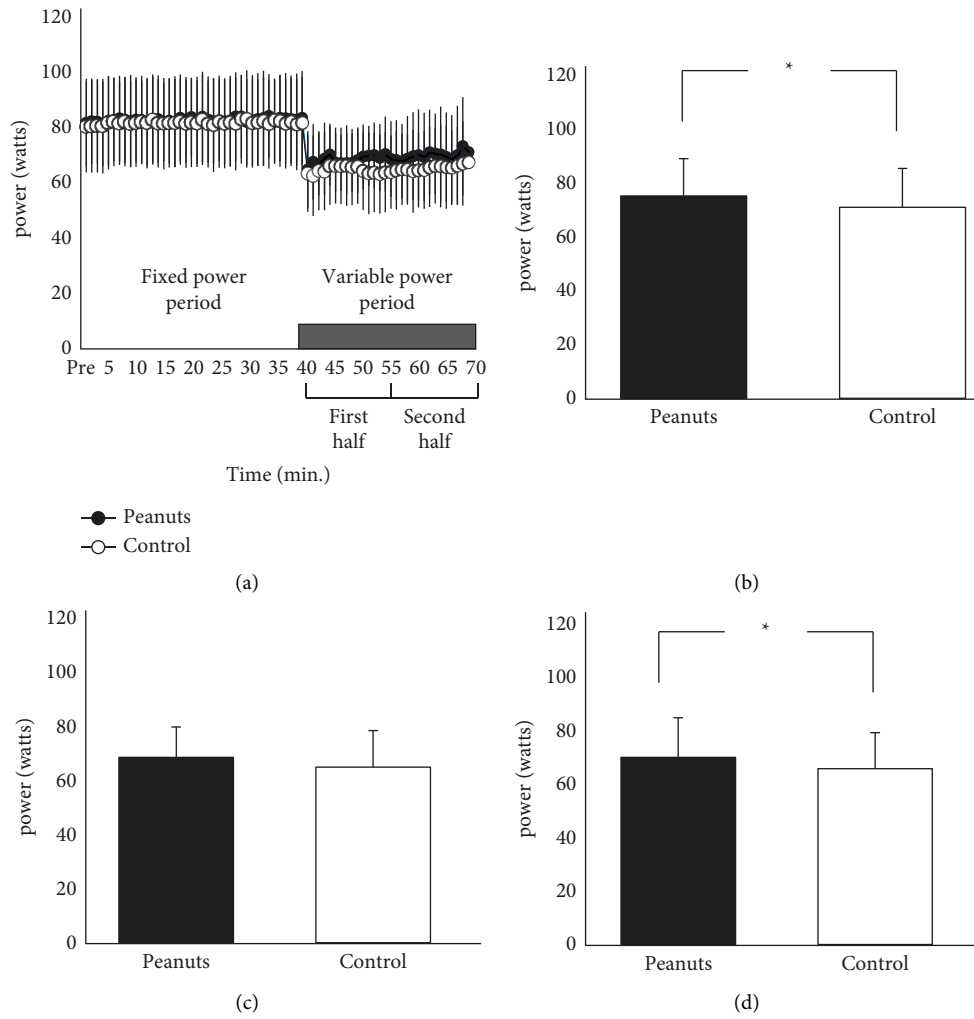 120
100
80
60
40
20
0
power (watts)
Fixed power
period
Variable power
period
Pre 5 10 15 20 25 30 35 40 45 50 55 60 65 70
First
half
Second
half
Time (min.)
Peanuts
Control
(a)
120
100
80
60
40
20
0
power (watts)
*
Peanuts Control
(b)
120
100
80
60
40
20
0
power (watts)
Peanuts Control
(c)
120
100
80
60
40
20
0
power (watts)
*
Peanuts Control
(d)